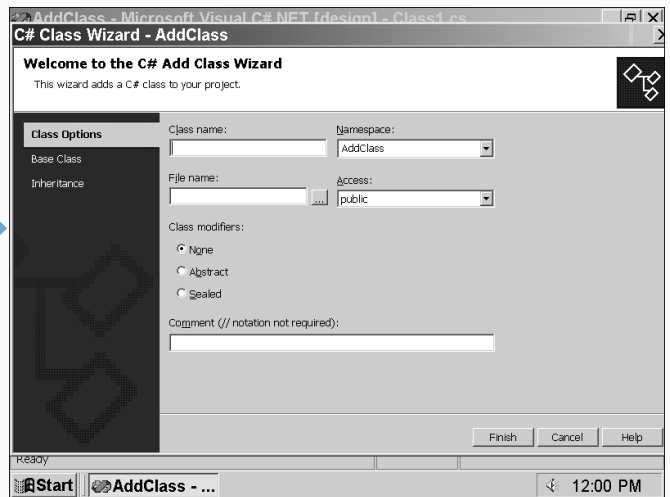 AddClass - Microsoft Visual C# .NET [design] - Class1.cs
C# Class Wizard - AddClass
Welcome to the C# Add Class Wizard
This wizard adds a C# class to your project.
Class Options
Base Class
Inheritance
Class name:
Namespace:
AddClass
File name:
...
Access:
public
Class modifiers:
None
Abstract
Sealed
Comment (// notation not required):
Finish
Cancel
Help
Ready
Start
AddClass - ...
12:00 PM